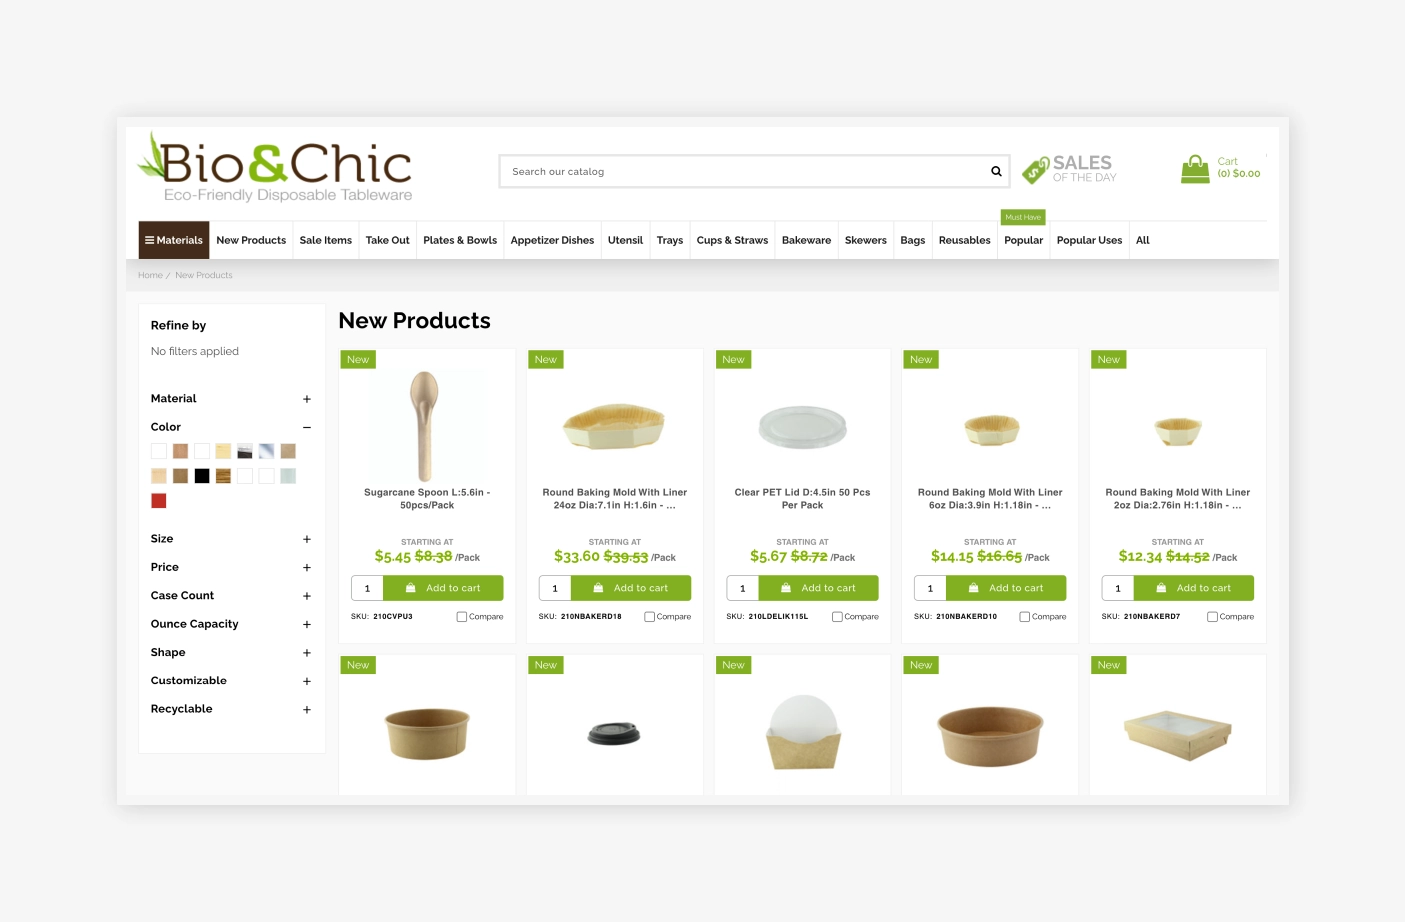 Bio&Chic
Eco-Friendly Disposable Tableware
Search our catalog
SALES
OF THE DAY
Cart
(0) $0.00
Must Have
Materials New Products Sale Items Take Out Plates & Bowls Appetizer Dishes Utensil Trays Cups & Straws Bakeware Skewers Bags Reusables Popular Popular Uses All
Home / New Products
Refine by
No filters applied
Material +
Color −
Size +
Price +
Case Count +
Ounce Capacity +
Shape +
Customizable +
Recyclable +
New Products
New
Sugarcane Spoon L:5.6in -
50pcs/Pack
STARTING AT
$5.45 $8.38 /Pack
1 Add to cart
SKU: 210CVPU3 Compare
New
Round Baking Mold With Liner
24oz Dia:7.1in H:1.6in - ...
STARTING AT
$33.60 $39.53 /Pack
1 Add to cart
SKU: 210NBAKERD18 Compare
New
Clear PET Lid D:4.5in 50 Pcs
Per Pack
STARTING AT
$5.67 $8.72 /Pack
1 Add to cart
SKU: 210LDELIK115L Compare
New
Round Baking Mold With Liner
6oz Dia:3.9in H:1.18in - ...
STARTING AT
$14.15 $16.65 /Pack
1 Add to cart
SKU: 210NBAKERD10 Compare
New
Round Baking Mold With Liner
2oz Dia:2.76in H:1.18in - ...
STARTING AT
$12.34 $14.52 /Pack
1 Add to cart
SKU: 210NBAKERD7 Compare
New
New
New
New
New